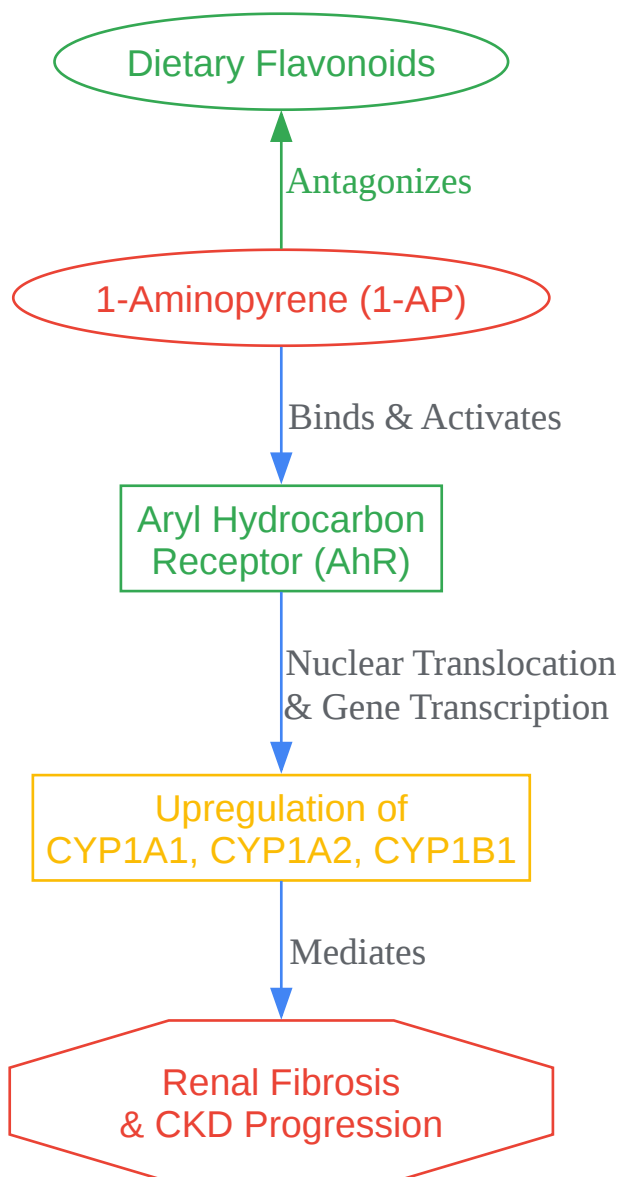 Dietary Flavonoids
Antagonizes
1-Aminopyrene (1-AP)
Binds & Activates
Aryl Hydrocarbon
Receptor (AhR)
Nuclear Translocation
& Gene Transcription
Upregulation of
CYP1A1, CYP1A2, CYP1B1
Mediates
Renal Fibrosis
& CKD Progression